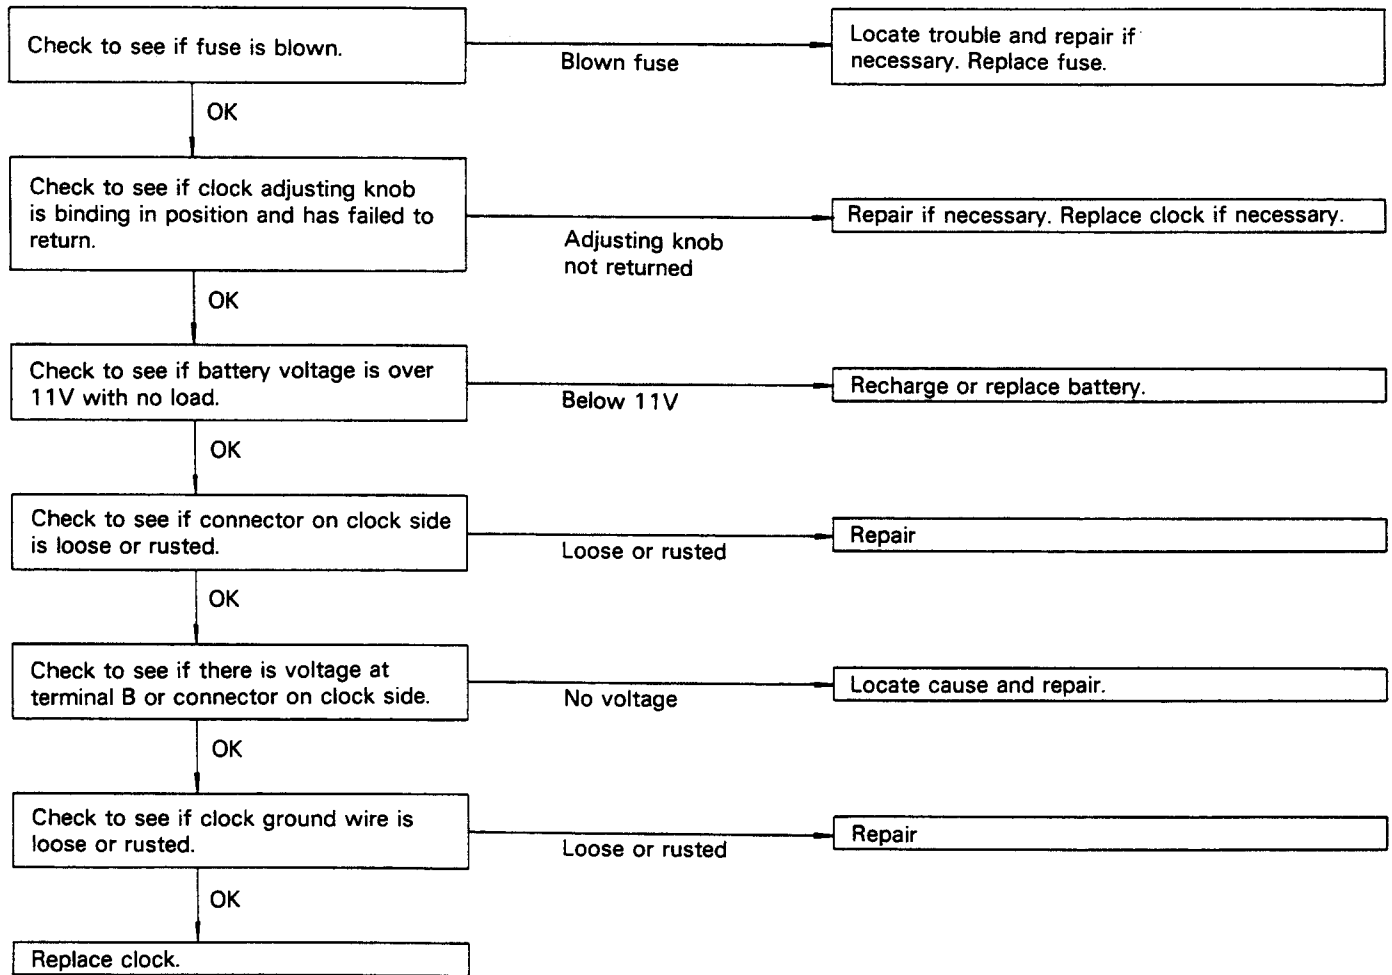 Check to see if fuse is blown.
Blown fuse
Locate trouble and repair if
necessary. Replace fuse.
OK
Check to see if clock adjusting knob
is binding in position and has failed to
return.
Adjusting knob
not returned
Repair if necessary. Replace clock if necessary.
OK
Check to see if battery voltage is over
11V with no load.
Below 11V
Recharge or replace battery.
OK
Check to see if connector on clock side
is loose or rusted.
Loose or rusted
Repair
OK
Check to see if there is voltage at
terminal B or connector on clock side.
No voltage
Locate cause and repair.
OK
Check to see if clock ground wire is
loose or rusted.
Loose or rusted
Repair
OK
Replace clock.